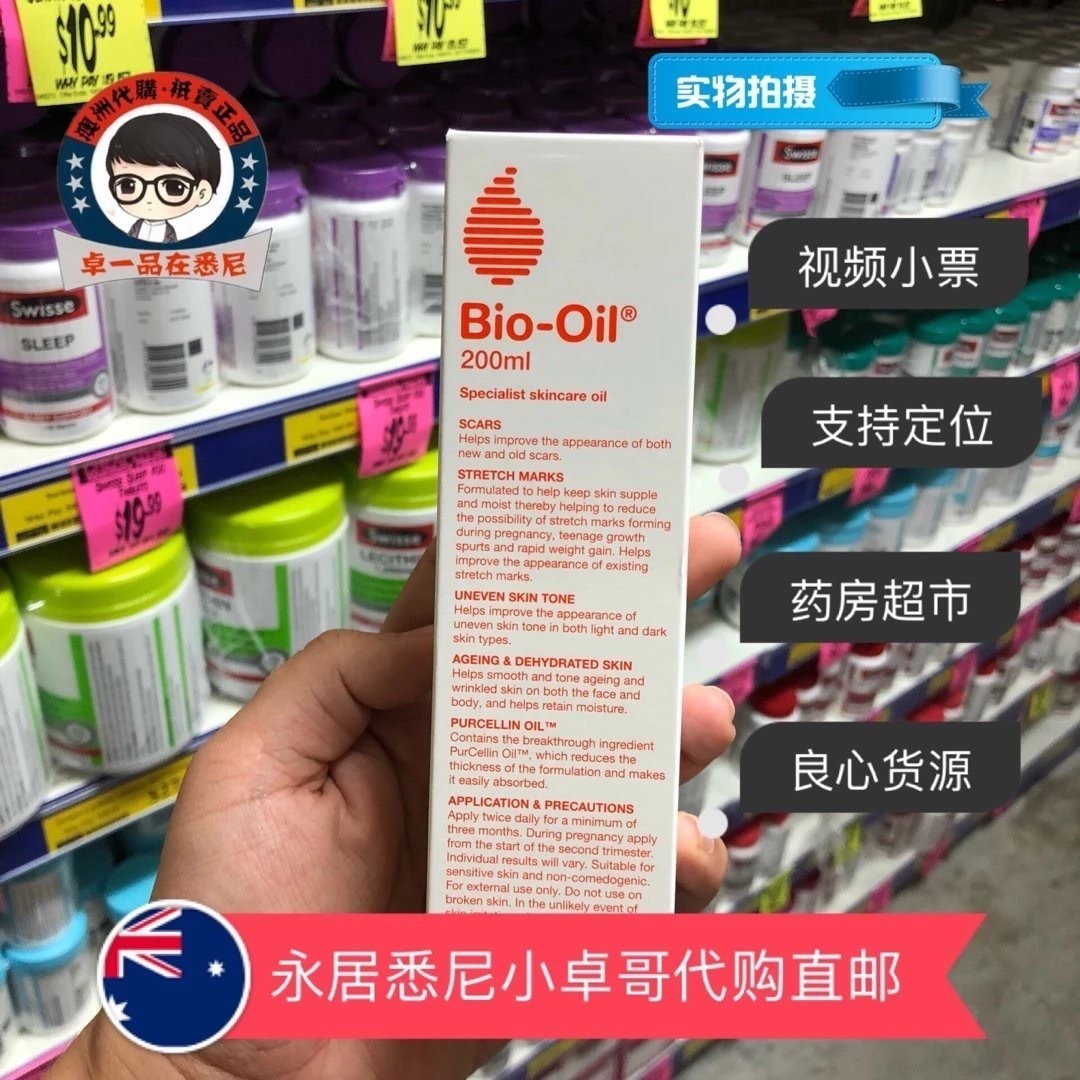 $10.99
$10.99
澳洲代購·祇賣正品
卓一品在悉尼
实物拍摄
Bio-Oil®
200ml
Specialist skincare oil
SCARS
Helps improve the appearance of both
new and old scars.
STRETCH MARKS
Formulated to help keep skin supple
and moist thereby helping to reduce
the possibility of stretch marks forming
during pregnancy, teenage growth
spurts and rapid weight gain. Helps
improve the appearance of existing
stretch marks.
UNEVEN SKIN TONE
Helps improve the appearance of
uneven skin tone in both light and dark
skin types.
AGEING & DEHYDRATED SKIN
Helps smooth and tone ageing and
wrinkled skin on both the face and
body, and helps retain moisture.
PURCELLIN OIL™
Contains the breakthrough ingredient
PurCellin Oil™, which reduces the
thickness of the formulation and makes
it easily absorbed.
APPLICATION & PRECAUTIONS
Apply twice daily for a minimum of
three months. During pregnancy apply
from the start of the second trimester.
Individual results will vary. Suitable for
sensitive skin and non-comedogenic.
For external use only. Do not use on
broken skin. In the unlikely event of
视频小票
支持定位
药房超市
良心货源
Swisse
SLEEP
Swisse
SLEEP
$19.99
Swisse
永居悉尼小卓哥代购直邮